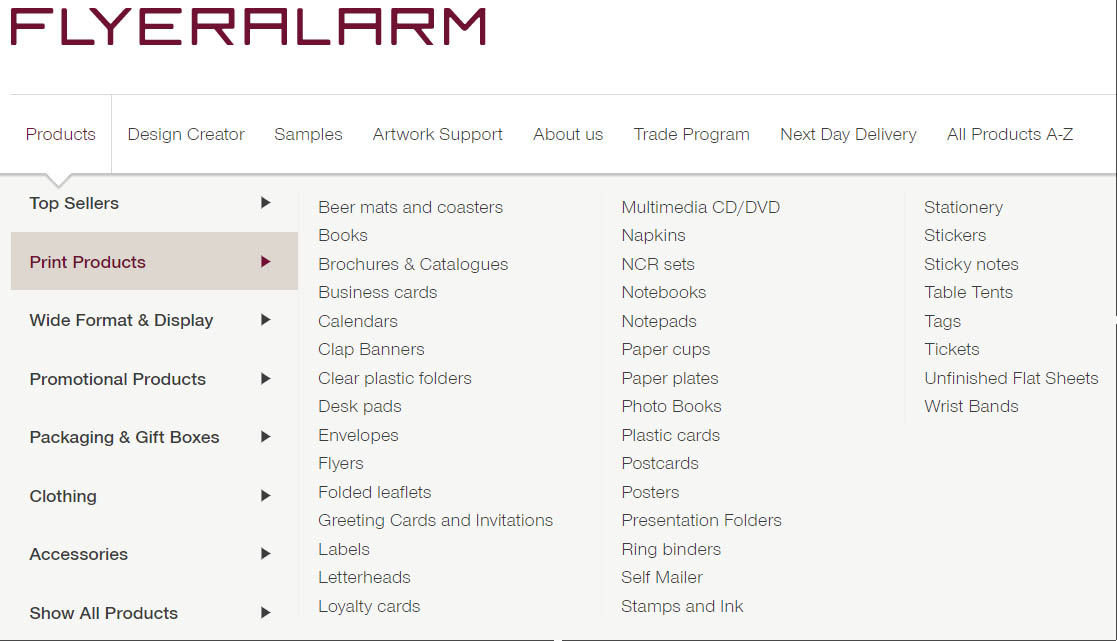 FLYERALARM
Products
Design Creator
Samples
Artwork Support
About us
Trade Program
Next Day Delivery
All Products A-Z
Top Sellers
Print Products
Wide Format & Display
Promotional Products
Packaging & Gift Boxes
Clothing
Accessories
Show All Products
Beer mats and coasters
Books
Brochures & Catalogues
Business cards
Calendars
Clap Banners
Clear plastic folders
Desk pads
Envelopes
Flyers
Folded leaflets
Greeting Cards and Invitations
Labels
Letterheads
Loyalty cards
Multimedia CD/DVD
Napkins
NCR sets
Notebooks
Notepads
Paper cups
Paper plates
Photo Books
Plastic cards
Postcards
Posters
Presentation Folders
Ring binders
Self Mailer
Stamps and Ink
Stationery
Stickers
Sticky notes
Table Tents
Tags
Tickets
Unfinished Flat Sheets
Wrist Bands